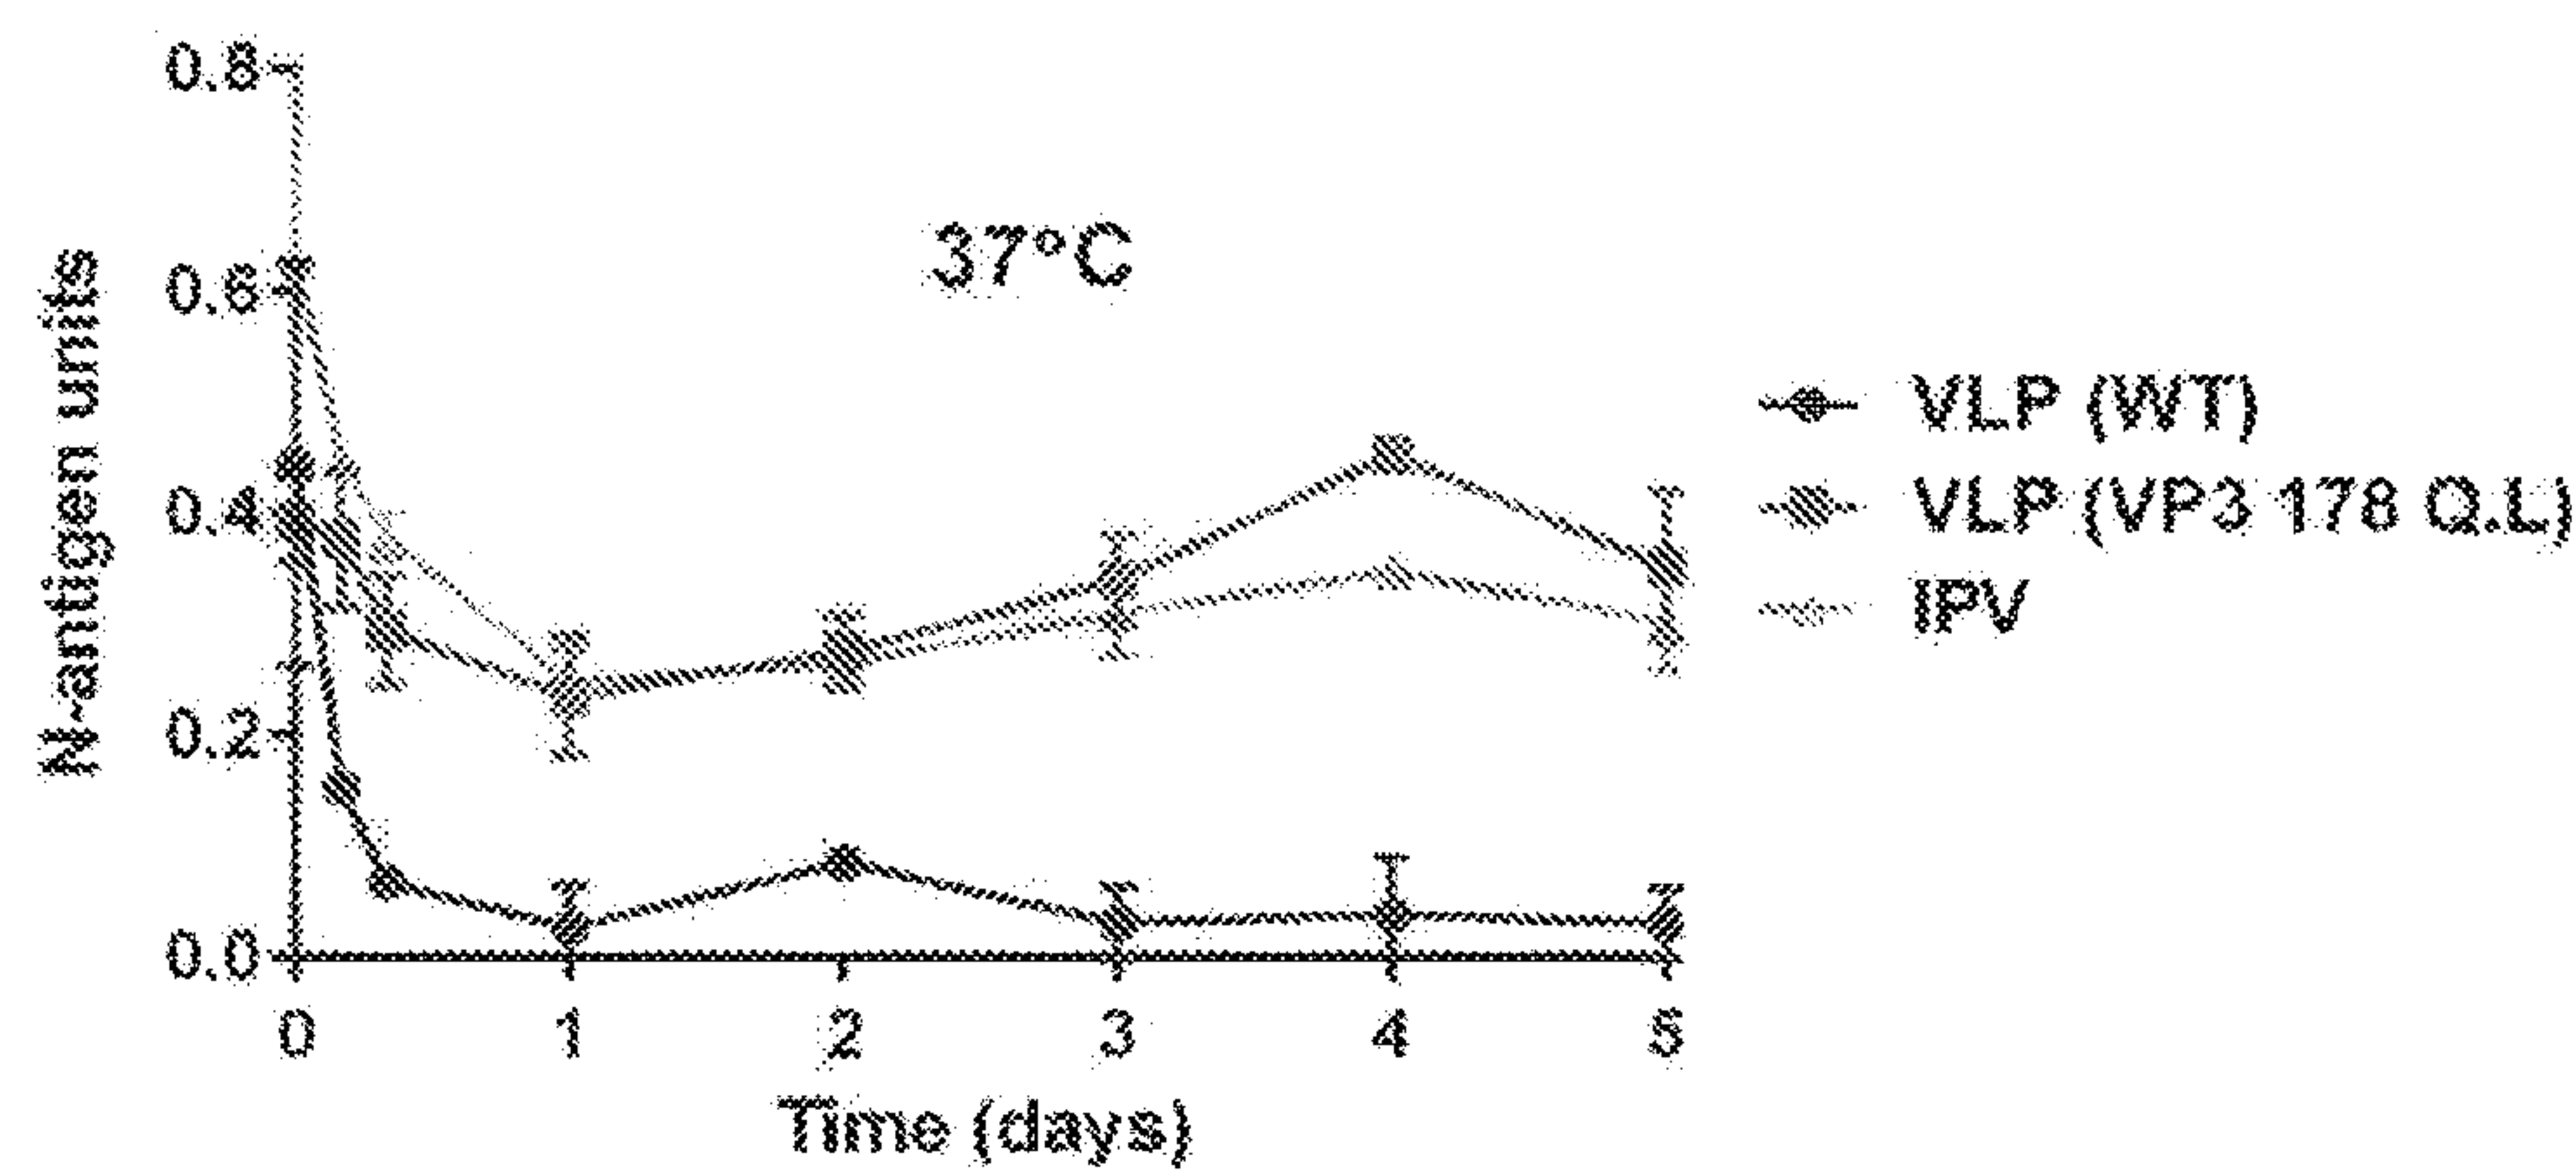 0.8
0.6
0.4
0.2
0.0
N-antigen units
37°C
0 1 2 3 4 5
Time (days)
VLP (WT)
VLP (VP3 178 Q.L)
IPV